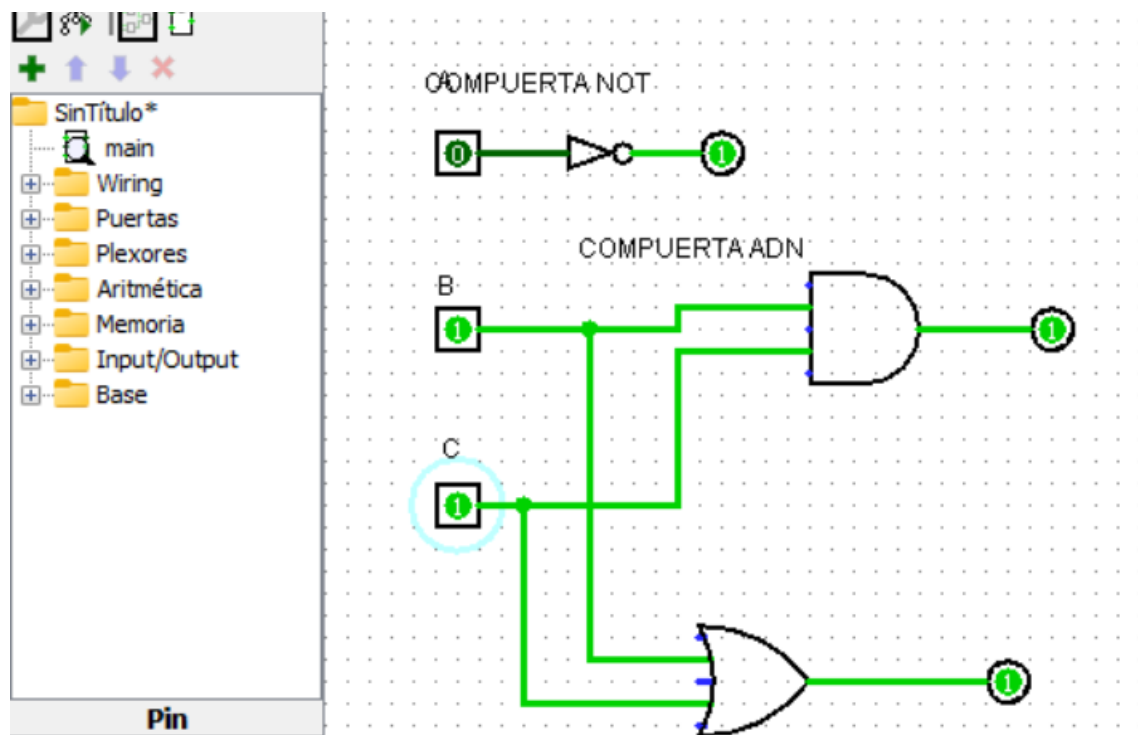 SinTítulo*
main
Wiring
Puertas
Plexores
Aritmética
Memoria
Input/Output
Base
Pin
A
COMPUERTA NOT
0
1
COMPUERTA ADN
B
1
1
C
1
1